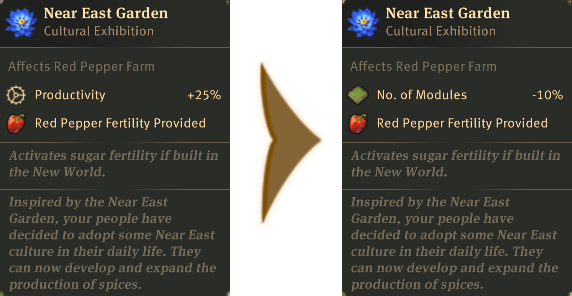 Near East Garden
Cultural Exhibition
Affects Red Pepper Farm
Productivity +25%
Red Pepper Fertility Provided
Activates sugar fertility if built in
the New World.
Inspired by the Near East
Garden, your people have
decided to adopt some Near East
culture in their daily life. They
can now develop and expand the
production of spices.
Near East Garden
Cultural Exhibition
Affects Red Pepper Farm
No. of Modules -10%
Red Pepper Fertility Provided
Activates sugar fertility if built in
the New World.
Inspired by the Near East
Garden, your people have
decided to adopt some Near East
culture in their daily life. They
can now develop and expand the
production of spices.